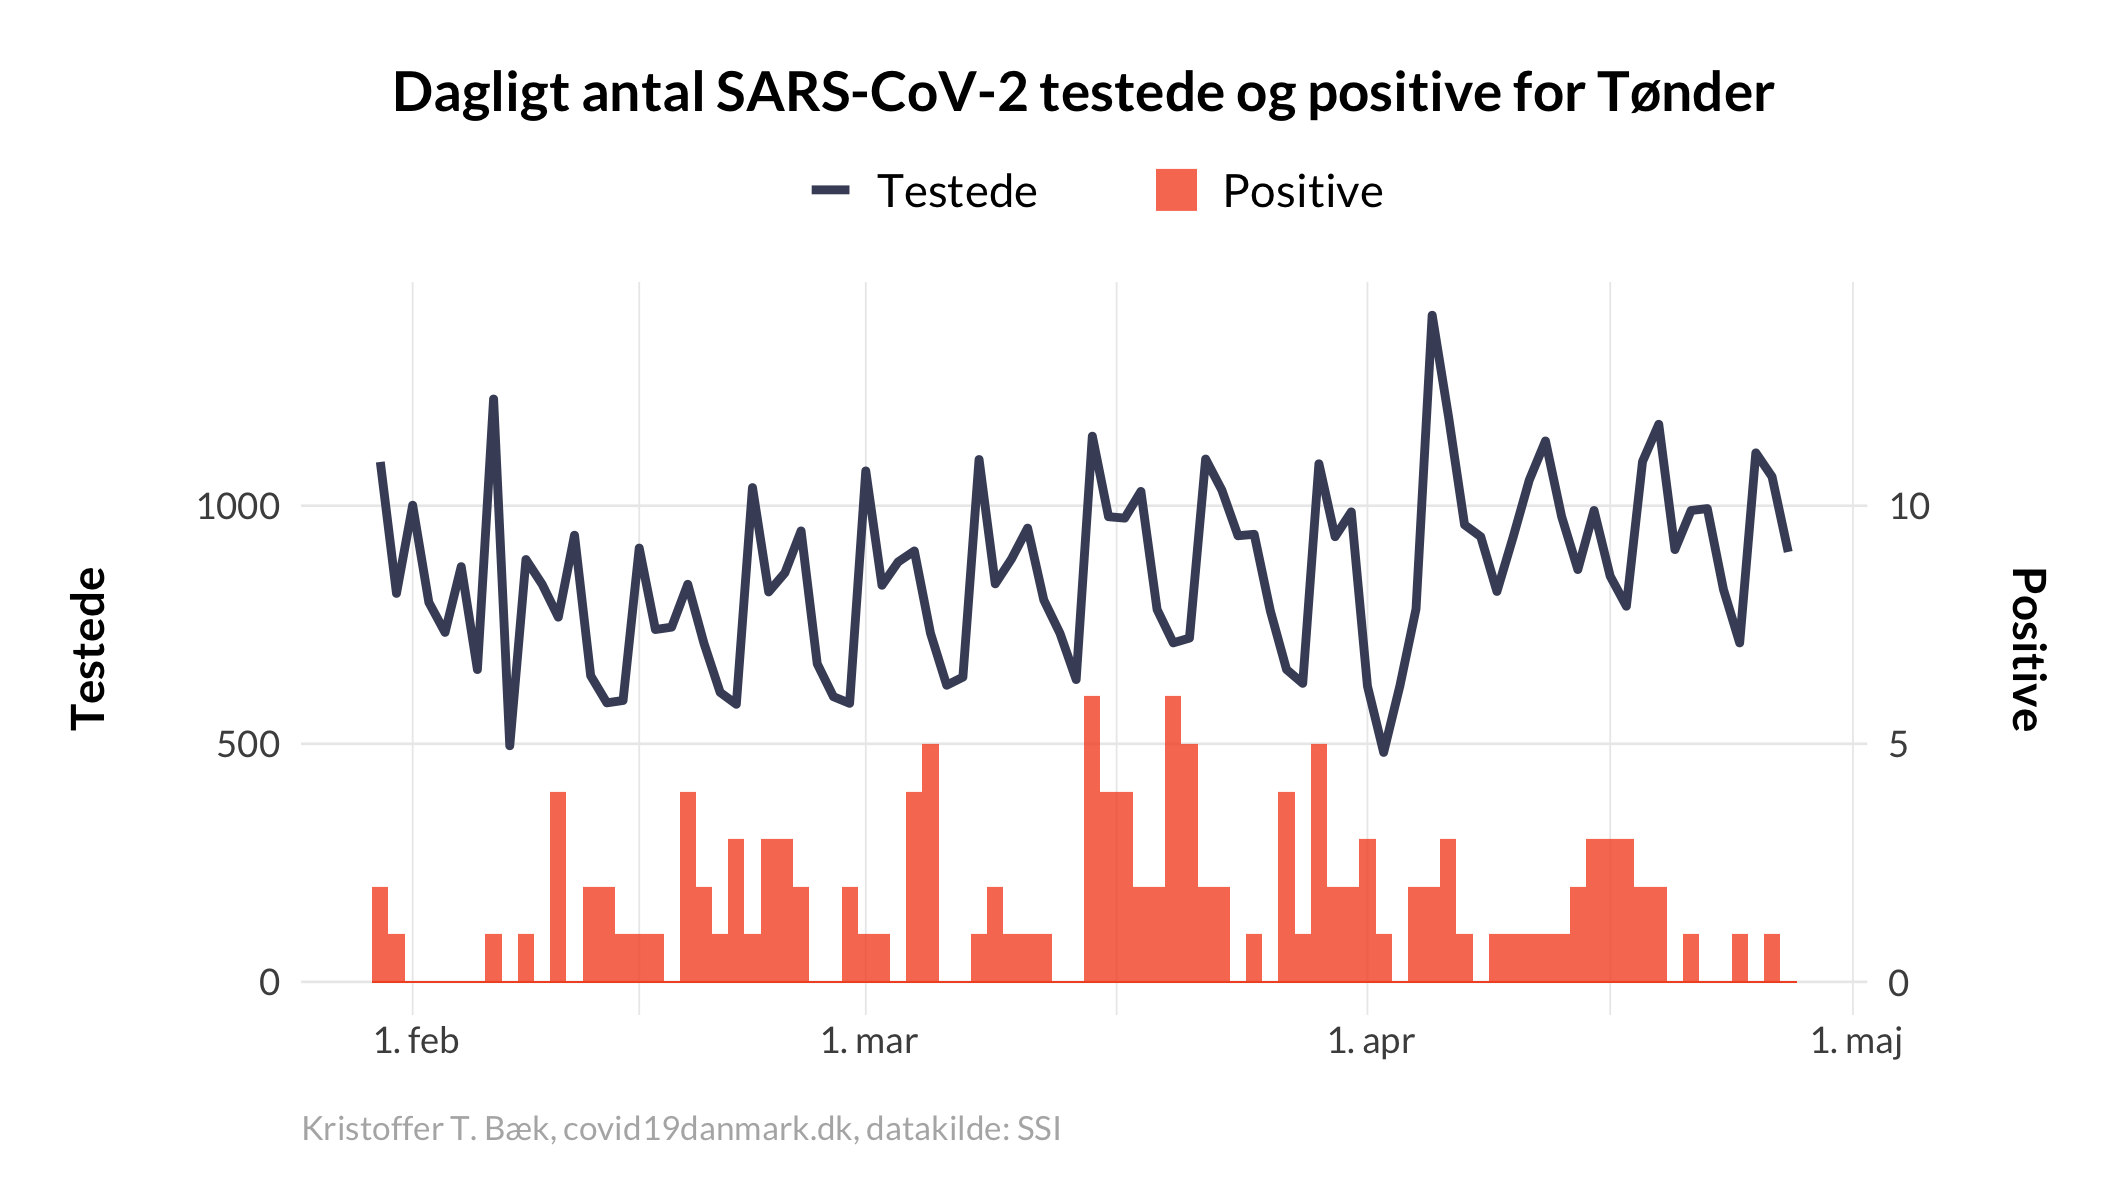 Dagligt antal SARS-CoV-2 testede og positive for Tønder
Testede Positive
1000 10
Testede Positive
500 5
0 0
1. feb 1. mar 1. apr 1. maj
Kristoffer T. Bæk, covid19danmark.dk, datakilde: SSI